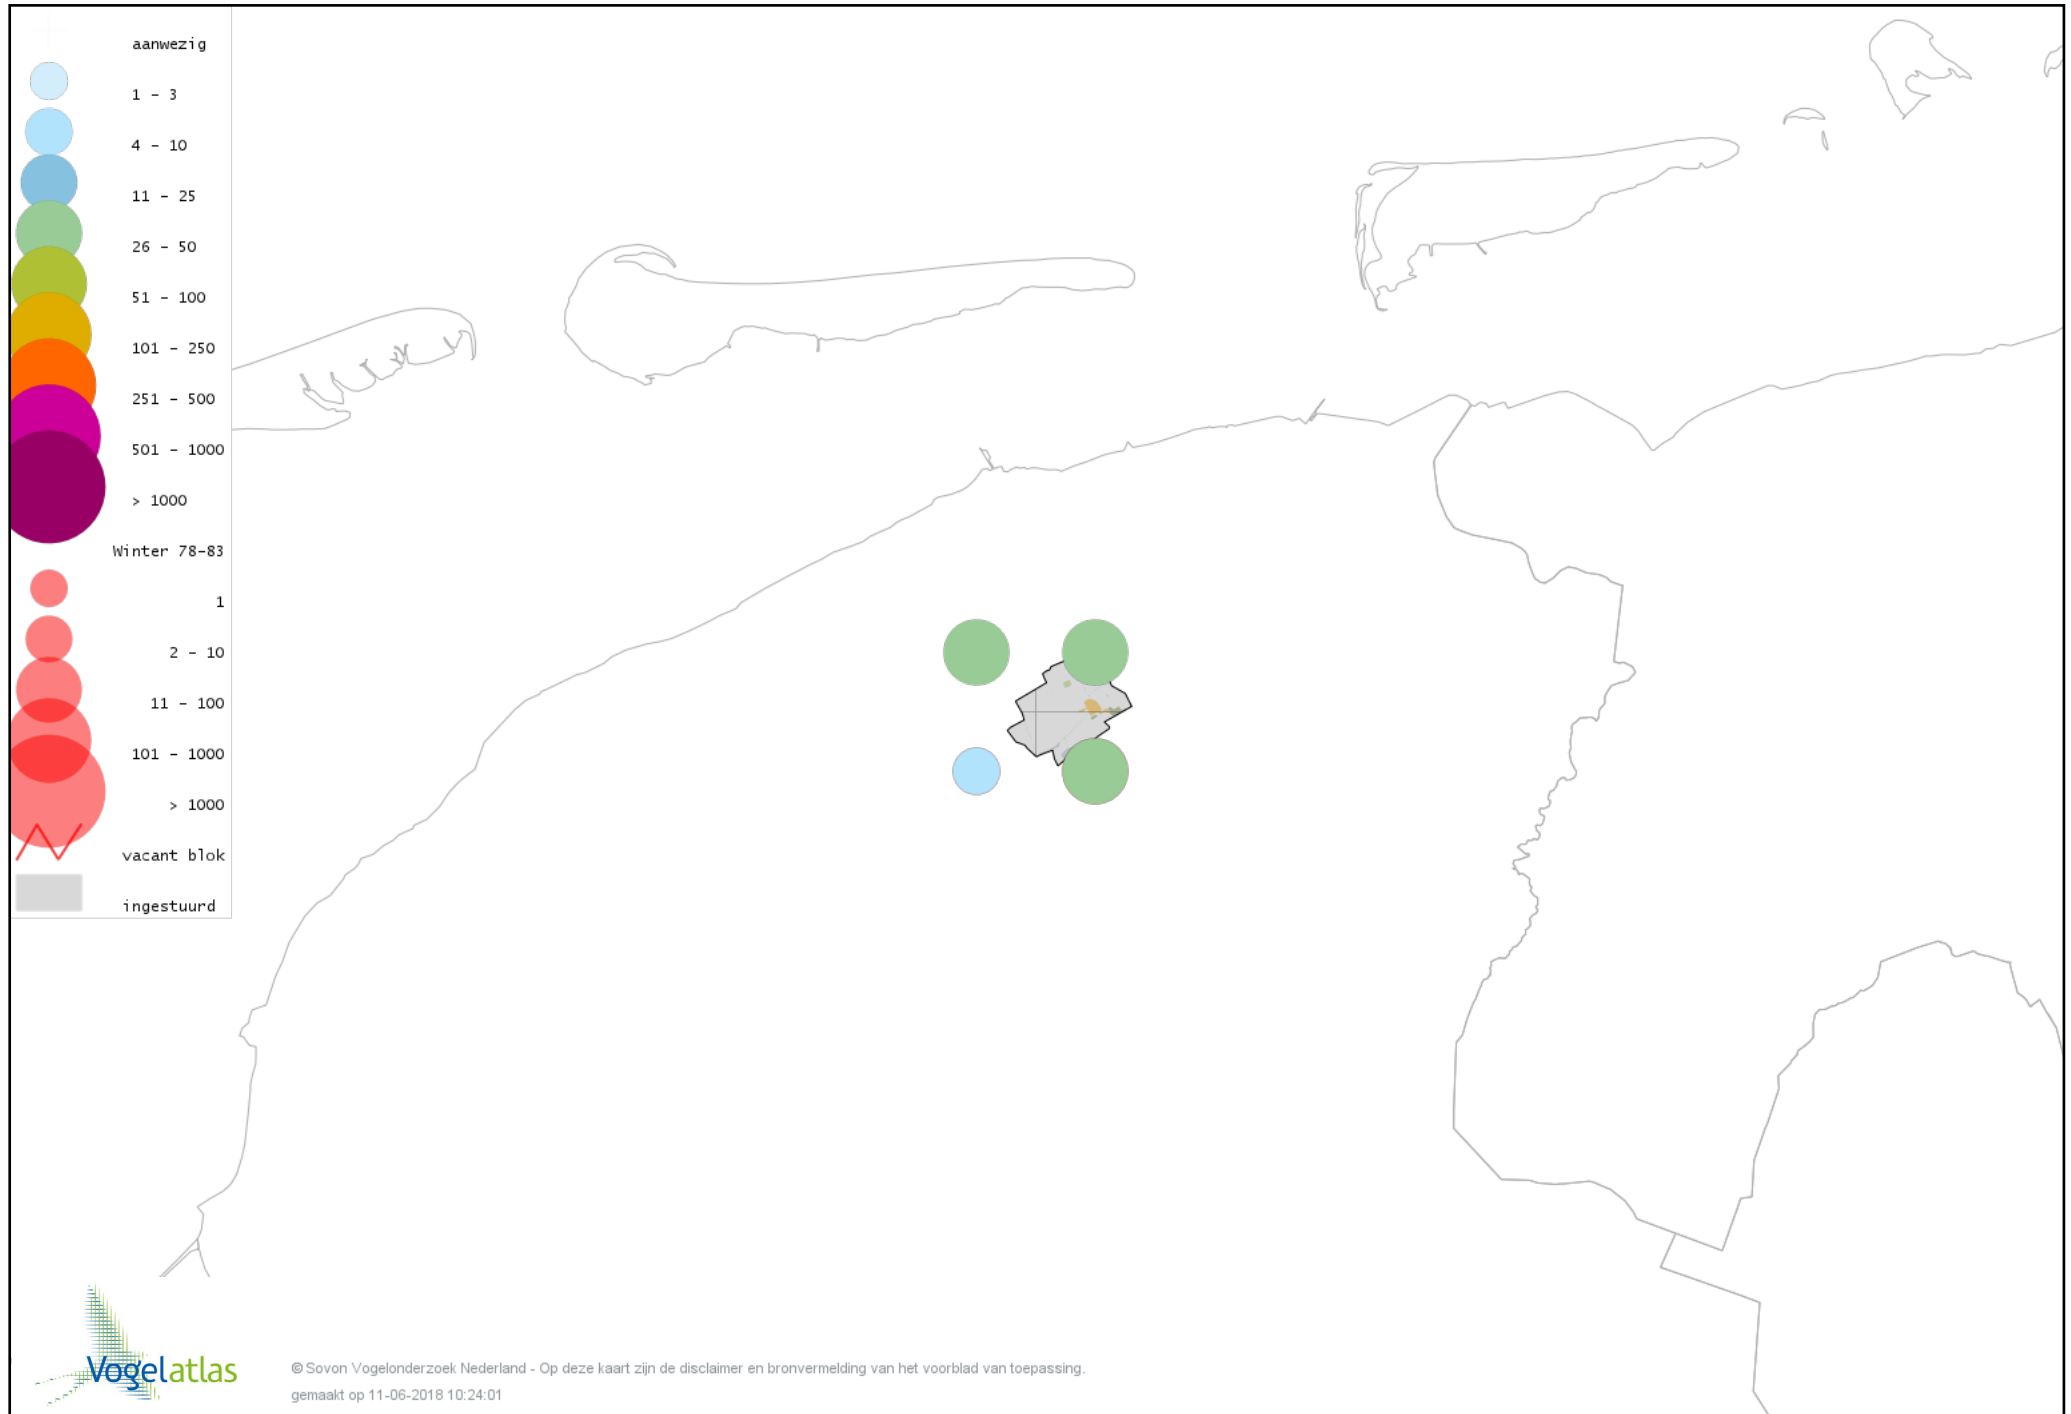 aanwezig
1 - 3
4 - 10
11 - 25
26 - 50
51 - 100
101 - 250
251 - 500
501 - 1000
> 1000
Winter 78-83
1
2 - 10
11 - 100
101 - 1000
> 1000
vacant blok
ingestuurd
Vogelatlas
© Sovon Vogelonderzoek Nederland - Op deze kaart zijn de disclaimer en bronvermelding van het voorblad van toepassing.
gemaakt op 11-06-2018 10:24:01